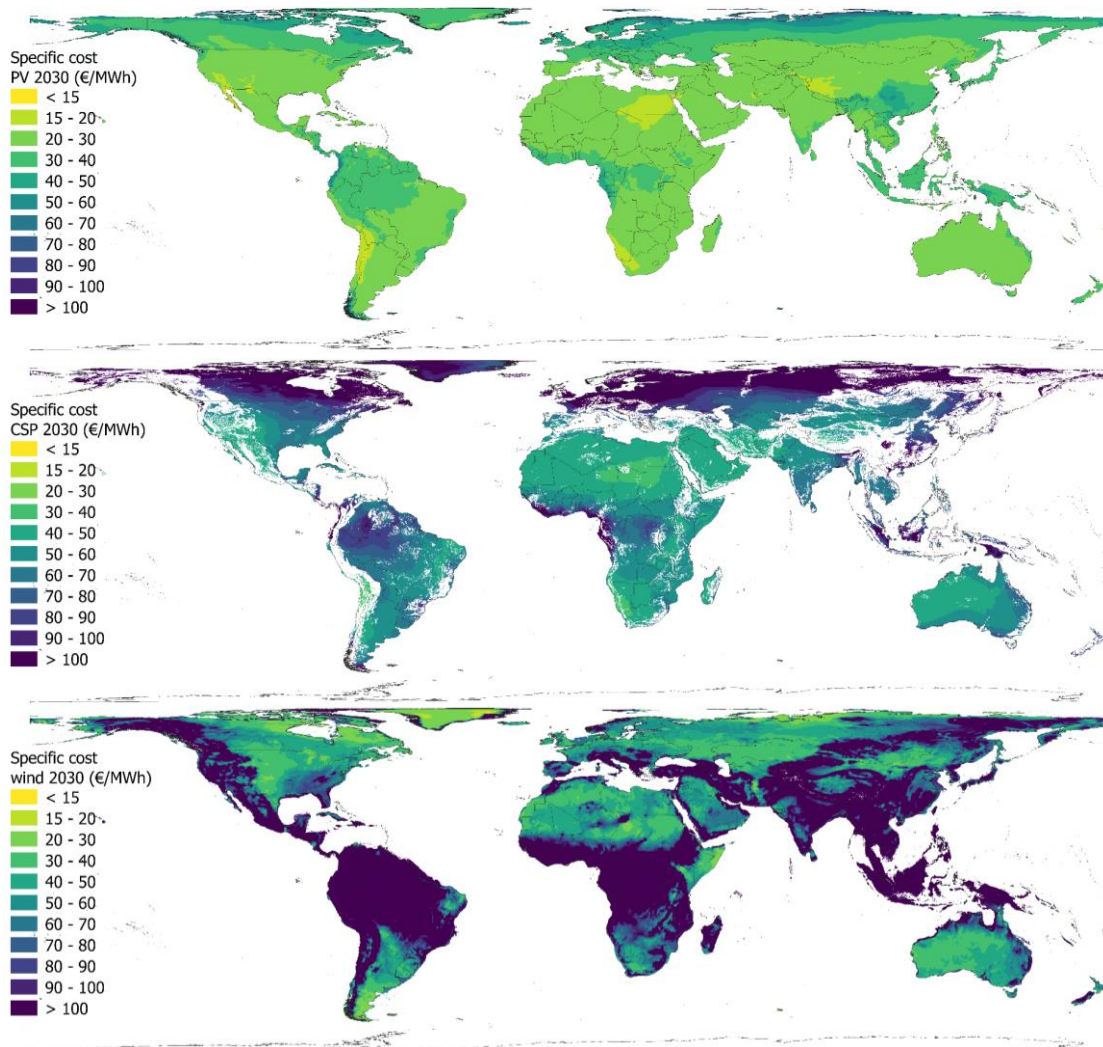 Specific cost
PV 2030 (€/MWh)
< 15
15 - 20
20 - 30
30 - 40
40 - 50
50 - 60
60 - 70
70 - 80
80 - 90
90 - 100
> 100
Specific cost
CSP 2030 (€/MWh)
< 15
15 - 20
20 - 30
30 - 40
40 - 50
50 - 60
60 - 70
70 - 80
80 - 90
90 - 100
> 100
Specific cost
wind 2030 (€/MWh)
< 15
15 - 20
20 - 30
30 - 40
40 - 50
50 - 60
60 - 70
70 - 80
80 - 90
90 - 100
> 100